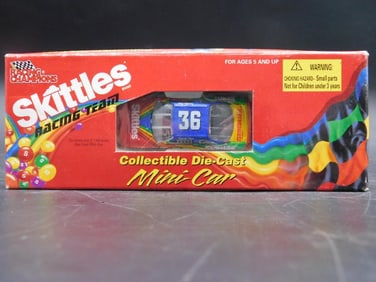 RACING
CHAMPIONS
Skittles
RACING TEAM
FOR AGES 5 AND UP
WARNING:
CHOKING HAZARD- Small parts
Not for Children under 3 years
Skittles
36
Collectible Die-Cast
Mini Car